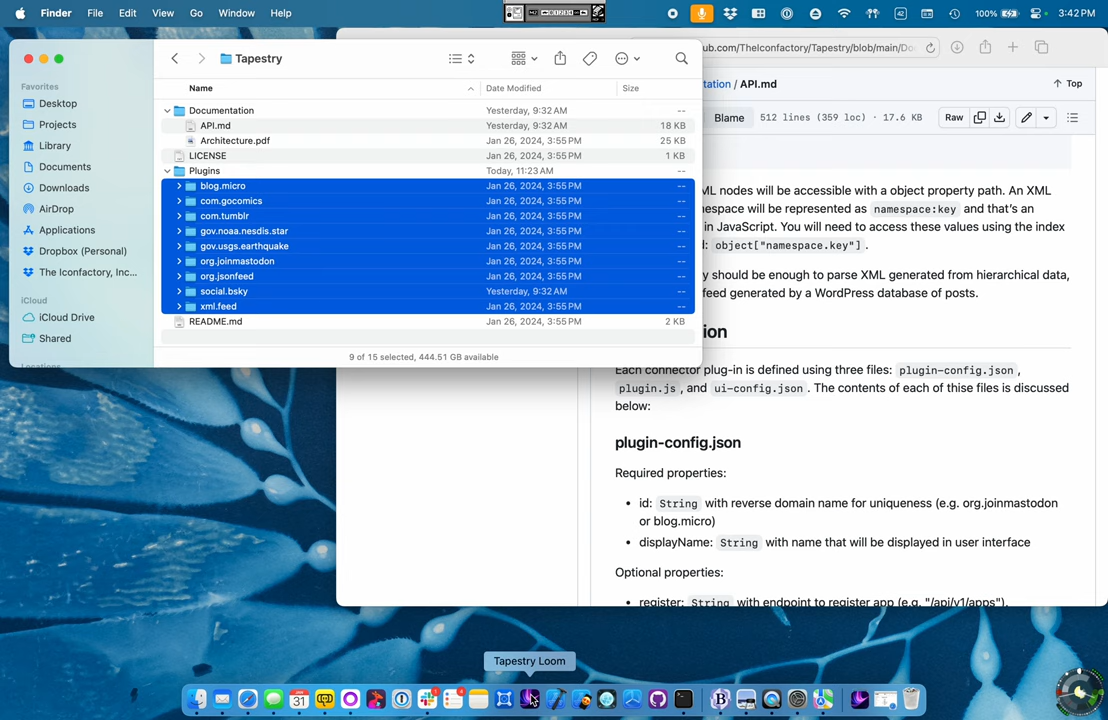 Finder File Edit View Go Window Help
100% 3:42 PM
Favorites
Desktop
Projects
Library
Documents
Downloads
AirDrop
Applications
Dropbox (Personal)
The Iconfactory, Inc...
iCloud
iCloud Drive
Shared
Tapestry
Name Date Modified Size
Documentation Yesterday, 9:32 AM --
API.md Yesterday, 9:32 AM 18 KB
Architecture.pdf Jan 26, 2024, 3:55 PM 25 KB
LICENSE Jan 26, 2024, 3:55 PM 1 KB
Plugins Today, 11:23 AM --
blog.micro Jan 26, 2024, 3:55 PM --
com.gocomics Jan 26, 2024, 3:55 PM --
com.tumblr Jan 26, 2024, 3:55 PM --
gov.noaa.nesdis.star Jan 26, 2024, 3:55 PM --
gov.usgs.earthquake Jan 26, 2024, 3:55 PM --
org.joinmastodon Jan 26, 2024, 3:55 PM --
org.jsonfeed Jan 26, 2024, 3:55 PM --
social.bsky Yesterday, 9:32 AM --
xml.feed Jan 26, 2024, 3:55 PM --
README.md Jan 26, 2024, 3:55 PM 2 KB
9 of 15 selected, 444.51 GB available
ub.com/TheIconfactory/Tapestry/blob/main/Do
tation / API.md Top
Blame 512 lines (359 loc) · 17.6 KB Raw
ML nodes will be accessible with a object property path. An XML
nespace will be represented as namespace:key and that's an
in JavaScript. You will need to access these values using the index
d: object["namespace.key"].
y should be enough to parse XML generated from hierarchical data,
feed generated by a WordPress database of posts.
ion
Each connector plug-in is defined using three files: plugin-config.json,
plugin.js, and ui-config.json. The contents of each of thise files is discussed
below:
plugin-config.json
Required properties:
• id: String with reverse domain name for uniqueness (e.g. org.joinmastodon
or blog.micro)
• displayName: String with name that will be displayed in user interface
Optional properties:
• register: String with endpoint to register app (e.g. "/api/v1/apps").
Tapestry Loom